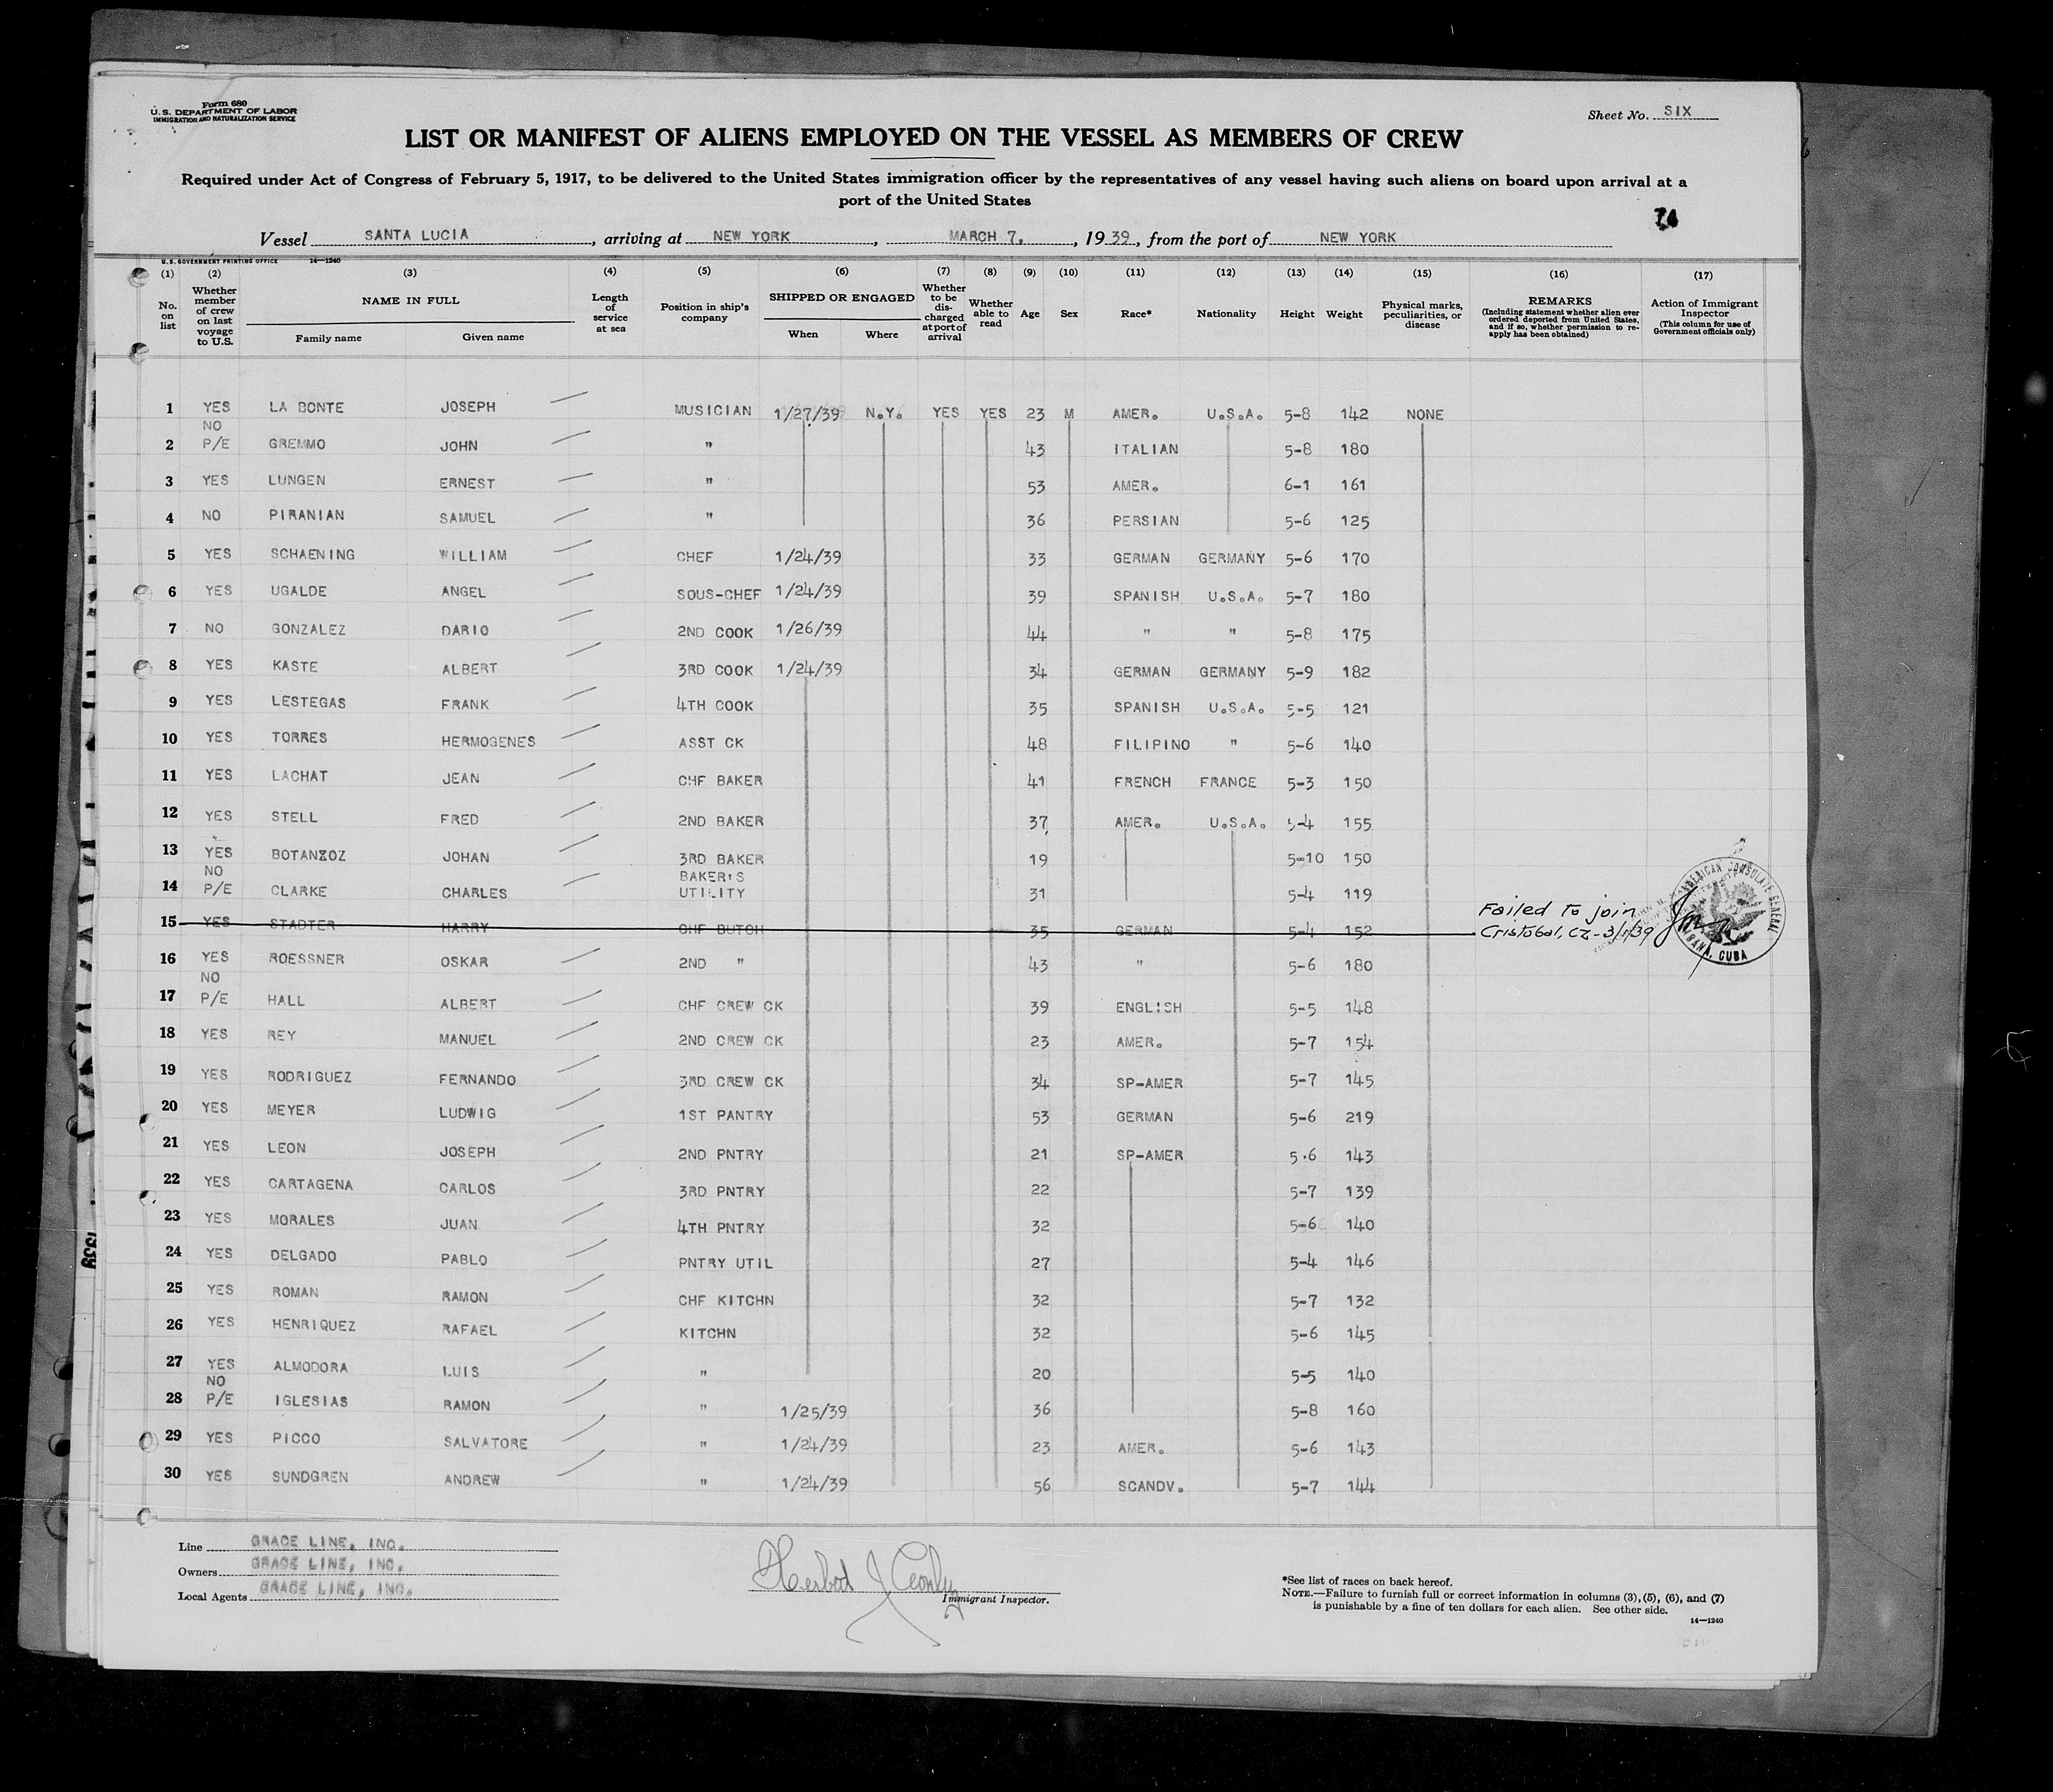 Form 680
U.S. DEPARTMENT OF LABOR
IMMIGRATION AND NATURALIZATION SERVICE
Sheet No. SIX
LIST OR MANIFEST OF ALIENS EMPLOYED ON THE VESSEL AS MEMBERS OF CREW
Required under Act of Congress of February 5, 1917, to be delivered to the United States immigration officer by the representatives of any vessel having such aliens on board upon arrival at a
port of the United States
Vessel SANTA LUCIA, arriving at NEW YORK, MARCH 7, 1939, from the port of NEW YORK
U.S. GOVERNMENT PRINTING OFFICE 14—1240
(1) (2) (3) (4) (5) (6) (7) (8) (9) (10) (11) (12) (13) (14) (15) (16) (17)
No. on list
Whether member of crew on last voyage to U.S.
NAME IN FULL
Family name Given name
Length of service at sea
Position in ship's company
SHIPPED OR ENGAGED
When Where
Whether to be discharged at port of arrival
Whether able to read
Age
Sex
Race*
Nationality
Height
Weight
Physical marks, peculiarities, or disease
REMARKS
(Including statement whether alien ever ordered deported from United States, and if so, whether permission to reapply has been obtained)
Action of Immigrant Inspector
(This column for use of Government officials only)
1 YES LA BONTE JOSEPH MUSICIAN 1/27/39 N.Y. YES YES 23 M AMER. U.S.A. 5-8 142 NONE
2 NO P/E GREMMO JOHN " 43 ITALIAN 5-8 180
3 YES LUNGEN ERNEST " 53 AMER. 6-1 161
4 NO PIRANIAN SAMUEL " 36 PERSIAN 5-6 125
5 YES SCHAENING WILLIAM CHEF 1/24/39 33 GERMAN GERMANY 5-6 170
6 YES UGALDE ANGEL SOUS-CHEF 1/24/39 39 SPANISH U.S.A. 5-7 180
7 NO GONZALEZ DARIO 2ND COOK 1/26/39 44 " " 5-8 175
8 YES KASTE ALBERT 3RD COOK 1/24/39 34 GERMAN GERMANY 5-9 182
9 YES LESTEGAS FRANK 4TH COOK 35 SPANISH U.S.A. 5-5 121
10 YES TORRES HERMOGENES ASST CK 48 FILIPINO " 5-6 140
11 YES LACHAT JEAN CHF BAKER 41 FRENCH FRANCE 5-3 150
12 YES STELL FRED 2ND BAKER 37 AMER. U.S.A. 5-4 155
13 YES BOTANZOZ JOHAN 3RD BAKER 19 5-10 150
14 NO P/E CLARKE CHARLES BAKER'S UTILITY 31 5-4 119
15 YES STADTER HARRY CHF BUTCH 35 GERMAN 5-4 152 Failed to join
Cristobal, CZ-3/1/39
AMERICAN CONSULATE GENERAL
HABANA, CUBA
16 YES ROESSNER OSKAR 2ND " 43 " 5-6 180
17 NO P/E HALL ALBERT CHF CREW CK 39 ENGLISH 5-5 148
18 YES REY MANUEL 2ND CREW CK 23 AMER. 5-7 154
19 YES RODRIGUEZ FERNANDO 3RD CREW CK 34 SP-AMER 5-7 145
20 YES MEYER LUDWIG 1ST PANTRY 53 GERMAN 5-6 219
21 YES LEON JOSEPH 2ND PNTRY 21 SP-AMER 5-6 143
22 YES CARTAGENA CARLOS 3RD PNTRY 22 5-7 139
23 YES MORALES JUAN 4TH PNTRY 32 5-6 140
24 YES DELGADO PABLO PNTRY UTIL 27 5-4 146
25 YES ROMAN RAMON CHF KITCHN 32 5-7 132
26 YES HENRIQUEZ RAFAEL KITCHN 32 5-6 145
27 YES ALMODORA LUIS " 20 5-5 140
28 NO P/E IGLESIAS RAMON " 1/25/39 36 5-8 160
29 YES PICCO SALVATORE " 1/24/39 23 AMER. 5-6 143
30 YES SUNDGREN ANDREW " 1/24/39 56 SCANDV. 5-7 144
Line GRACE LINE, INC.
Owners GRACE LINE, INC.
Local Agents GRACE LINE, INC.
Immigrant Inspector.
*See list of races on back hereof.
NOTE.—Failure to furnish full or correct information in columns (3), (5), (6), and (7)
is punishable by a fine of ten dollars for each alien. See other side.
14—1240